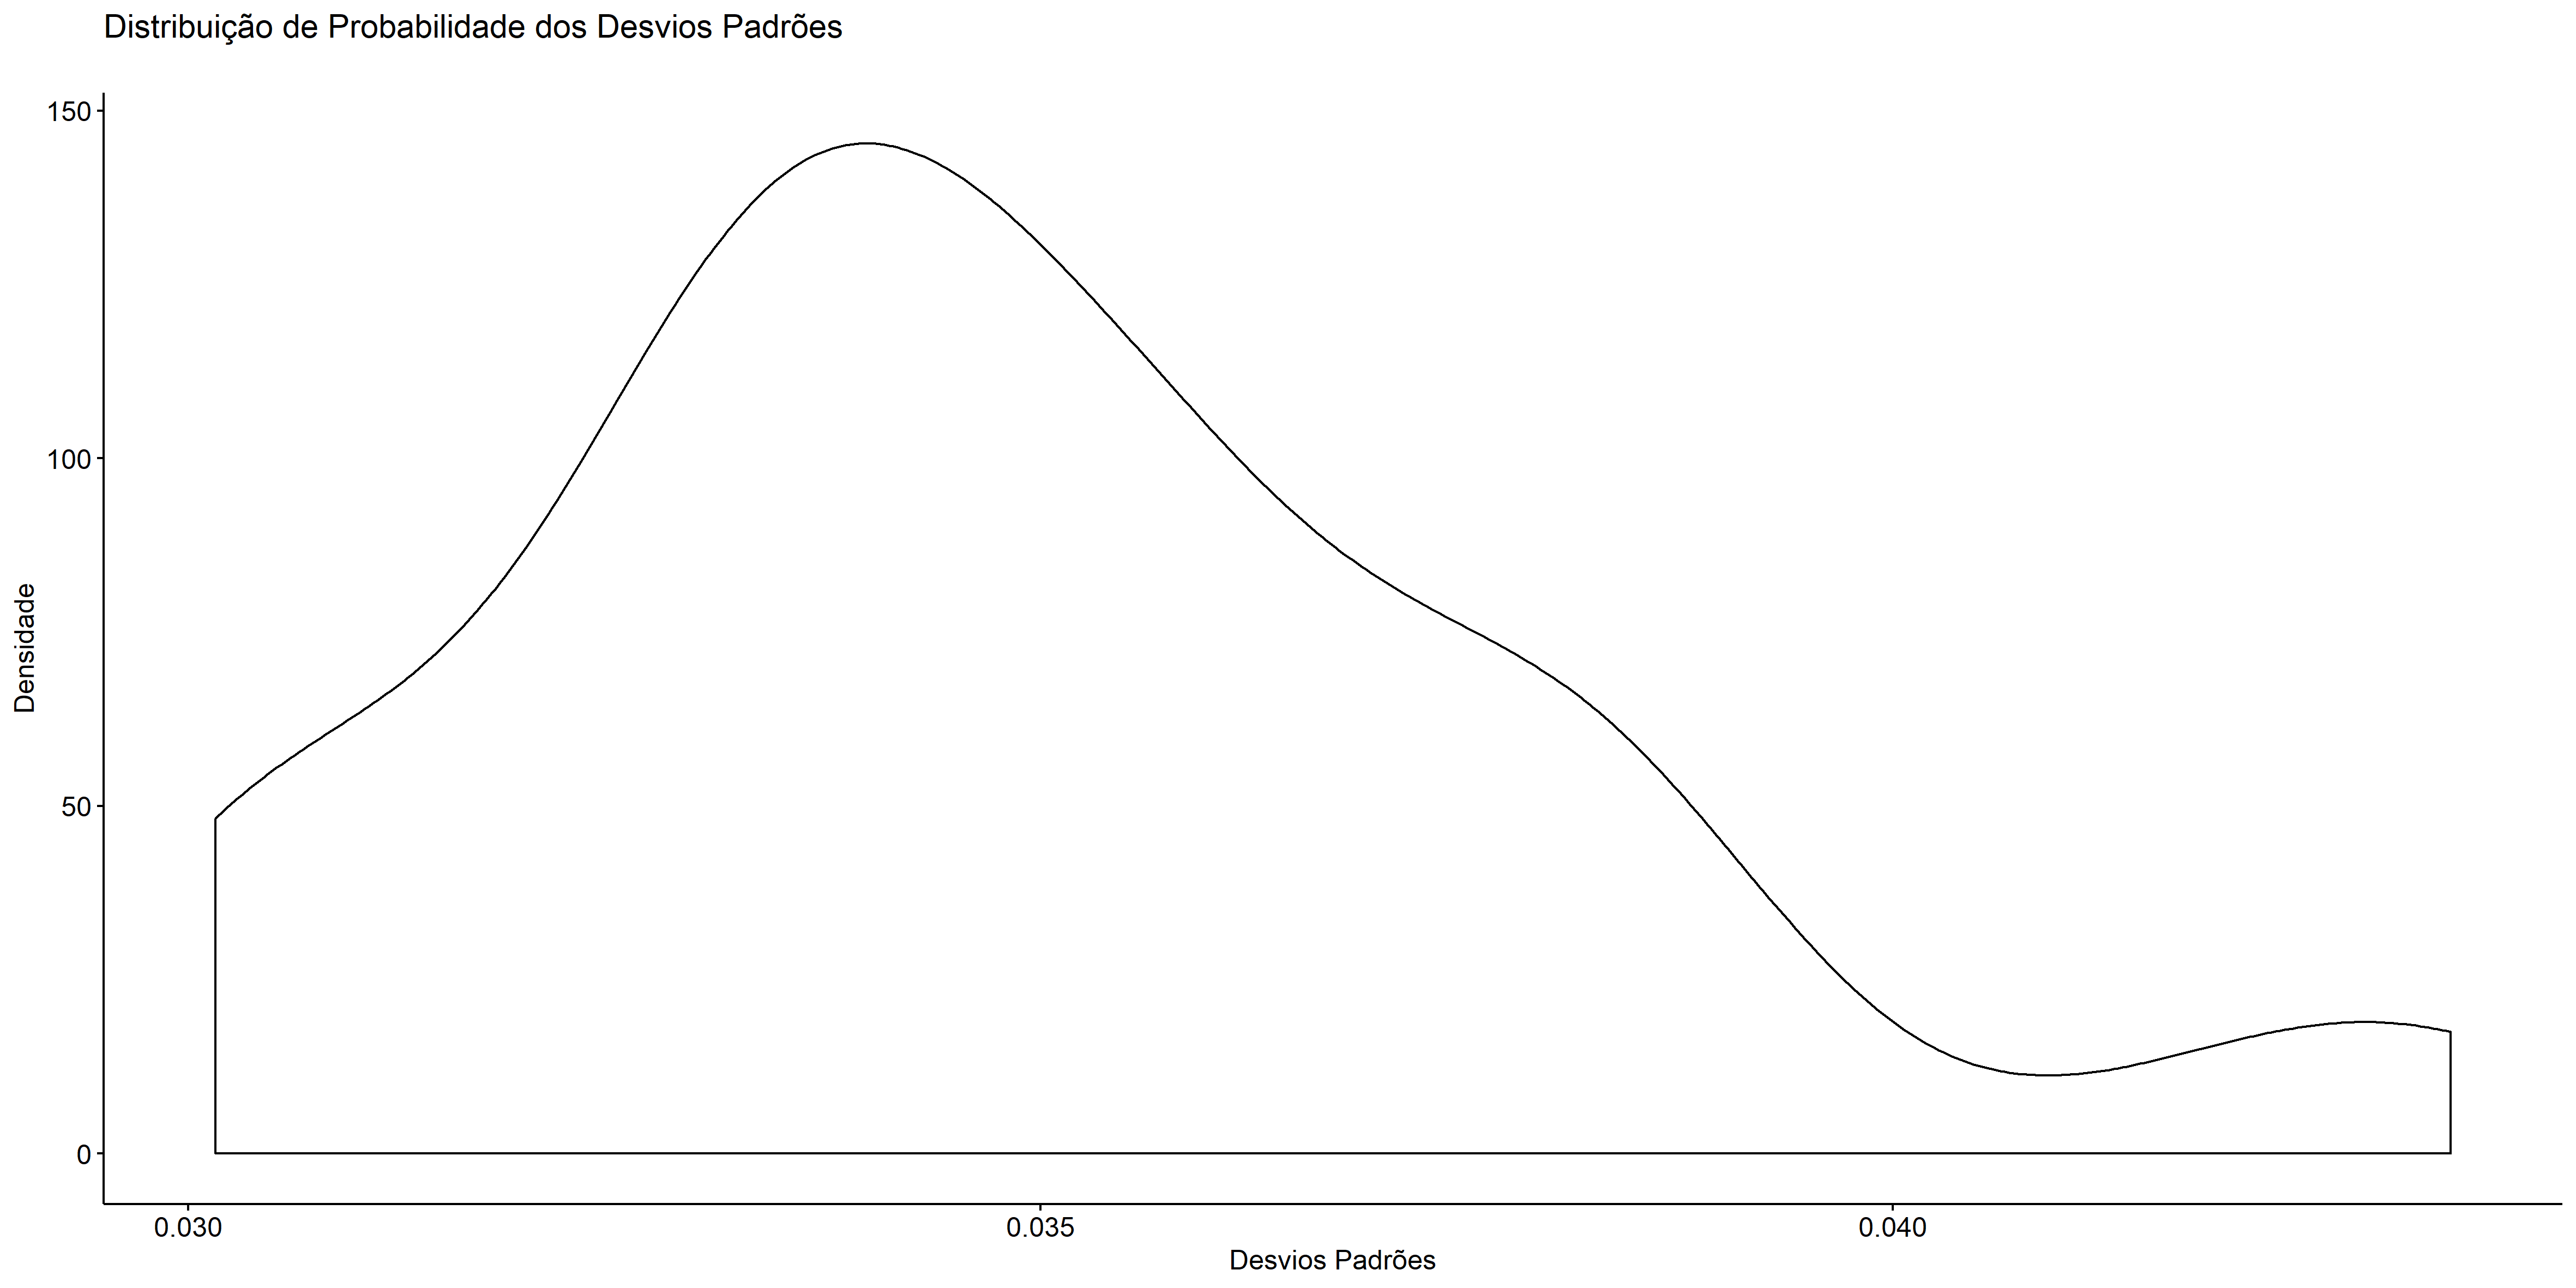 Distribuição de Probabilidade dos Desvios Padrões
150
100
50
0
Densidade
0.030 0.035 0.040
Desvios Padrões